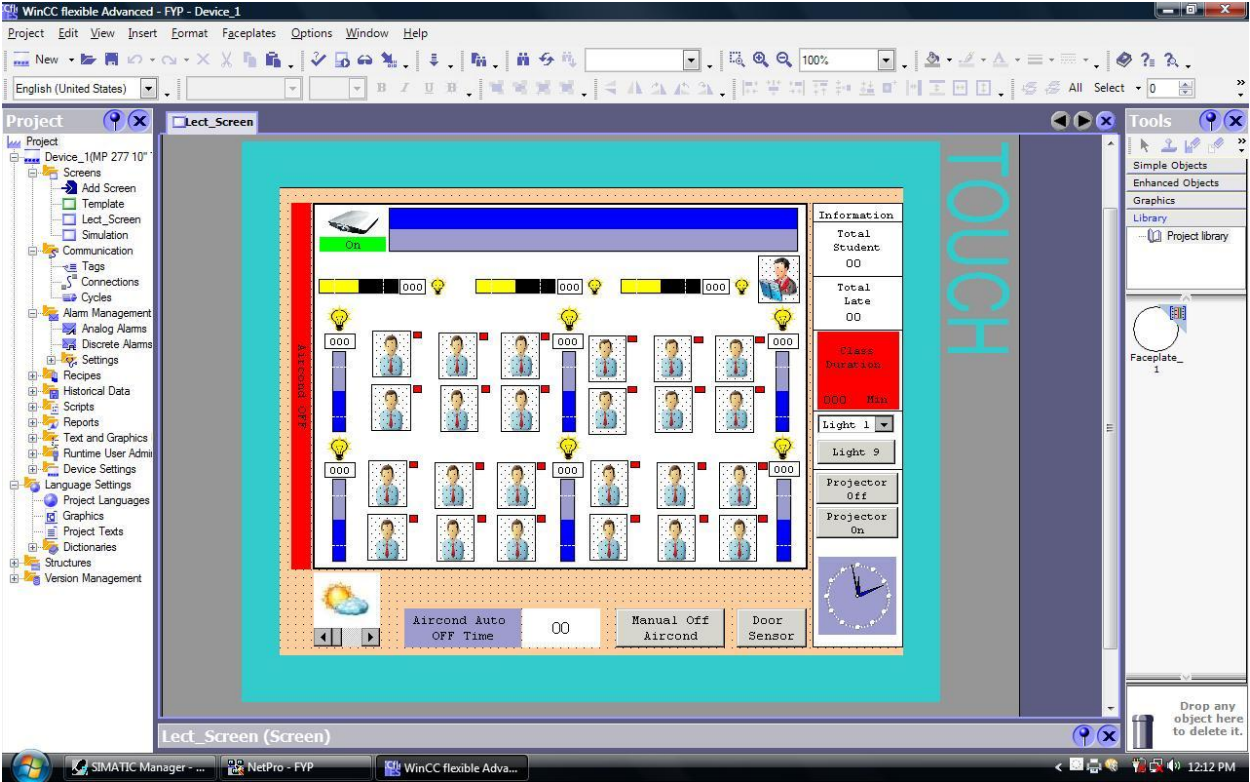 WinCC flexible Advanced - FYP - Device_1
Project Edit View Insert Format Faceplates Options Window Help
New 100%
English (United States) B I U B All Select 0
Project
Project
Device_1(MP 277 10"
Screens
Add Screen
Template
Lect_Screen
Simulation
Communication
Tags
Connections
Cycles
Alarm Management
Analog Alarms
Discrete Alarms
Settings
Recipes
Historical Data
Scripts
Reports
Text and Graphics
Runtime User Admi
Device Settings
Language Settings
Project Languages
Graphics
Project Texts
Dictionaries
Structures
Version Management
Lect_Screen
TOUCH
Aircond OFF
On
000 000 000
000 000 000
000 000 000
Information
Total
Student
00
Total
Late
00
Class
Duration
000 Min
Light 1
Light 9
Projector
Off
Projector
On
Aircond Auto
OFF Time
00
Manual Off
Aircond
Door
Sensor
Lect_Screen (Screen)
Tools
Simple Objects
Enhanced Objects
Graphics
Library
Project library
Faceplate_
1
Drop any
object here
to delete it.
SIMATIC Manager - ...
NetPro - FYP
WinCC flexible Adva...
12:12 PM